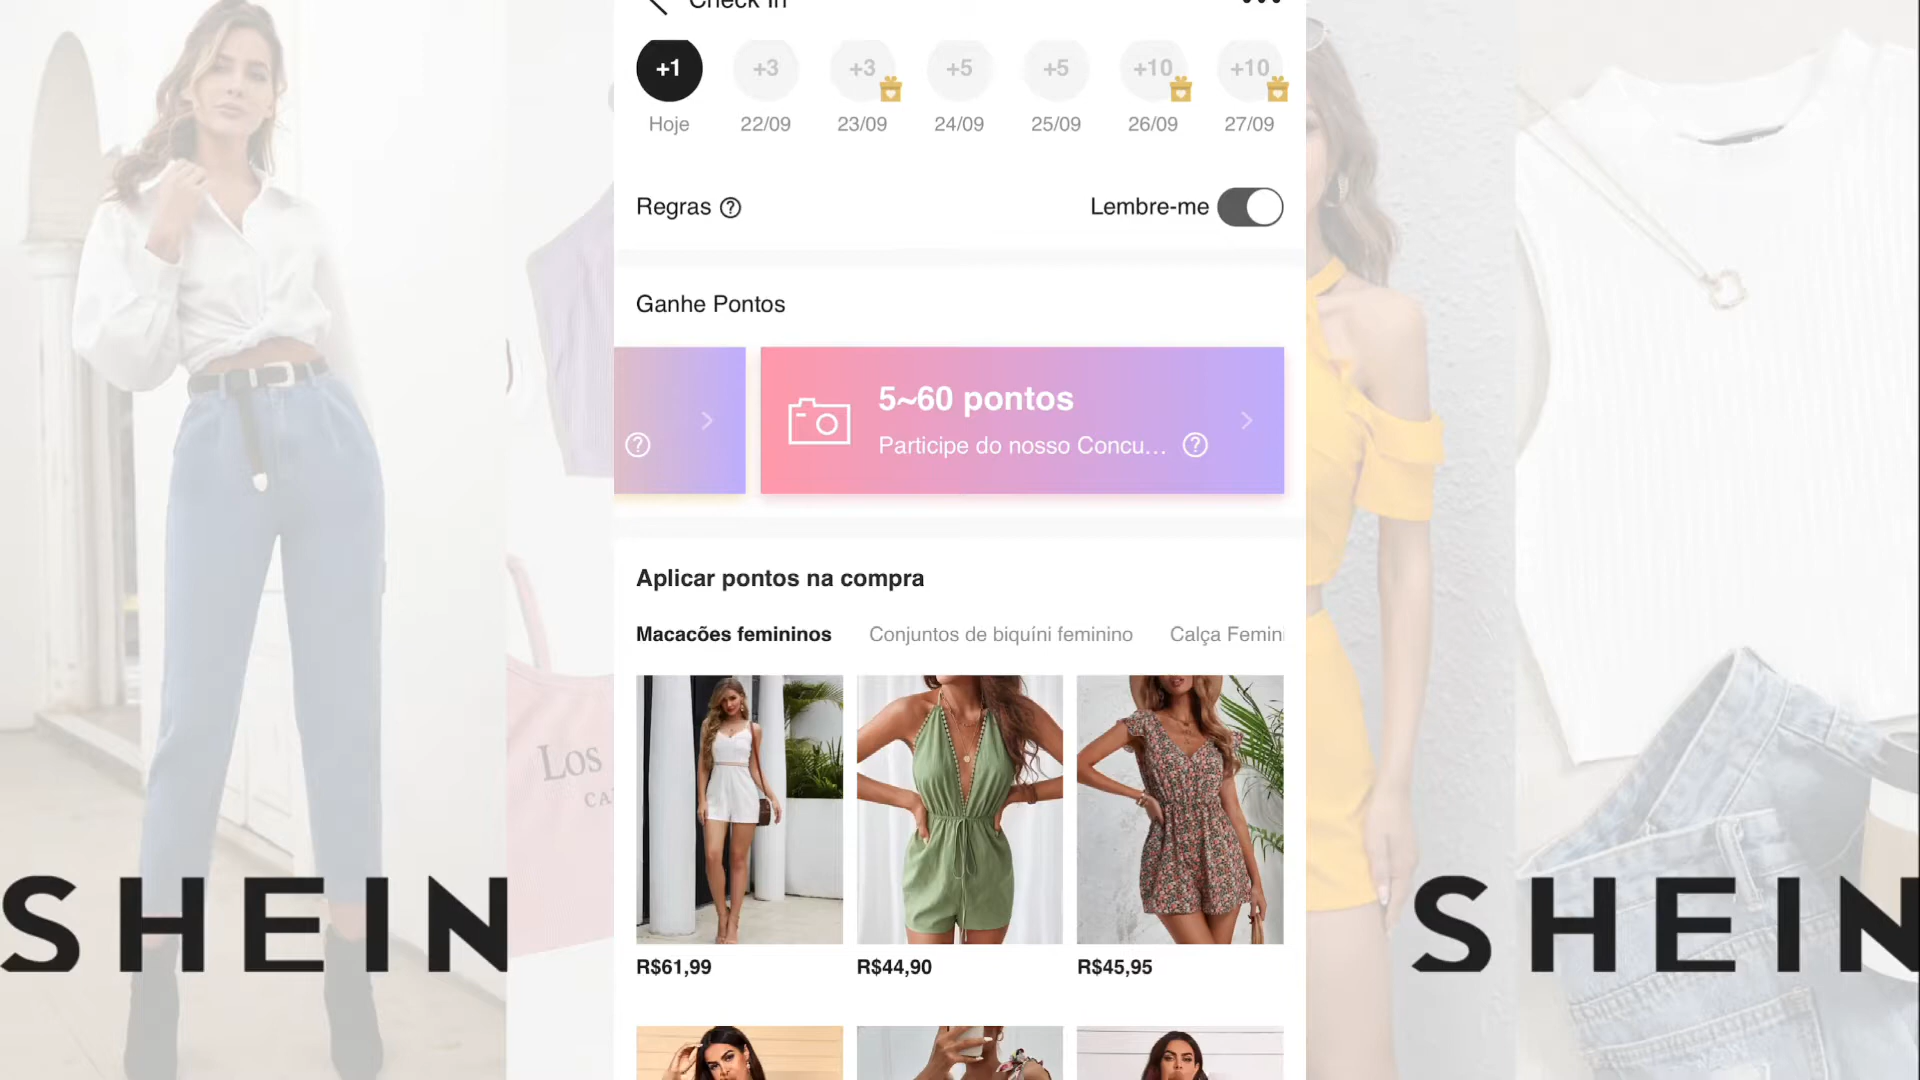 Check In
+1 +3 +3 +5 +5 +10 +10
Hoje 22/09 23/09 24/09 25/09 26/09 27/09
Regras ?
Lembre-me
Ganhe Pontos
?
5~60 pontos
Participe do nosso Concu... ?
Aplicar pontos na compra
Macacões femininos Conjuntos de biquíni feminino Calça Femin
R$61,99 R$44,90 R$45,95
Los
CA
SHEIN
SHEIN